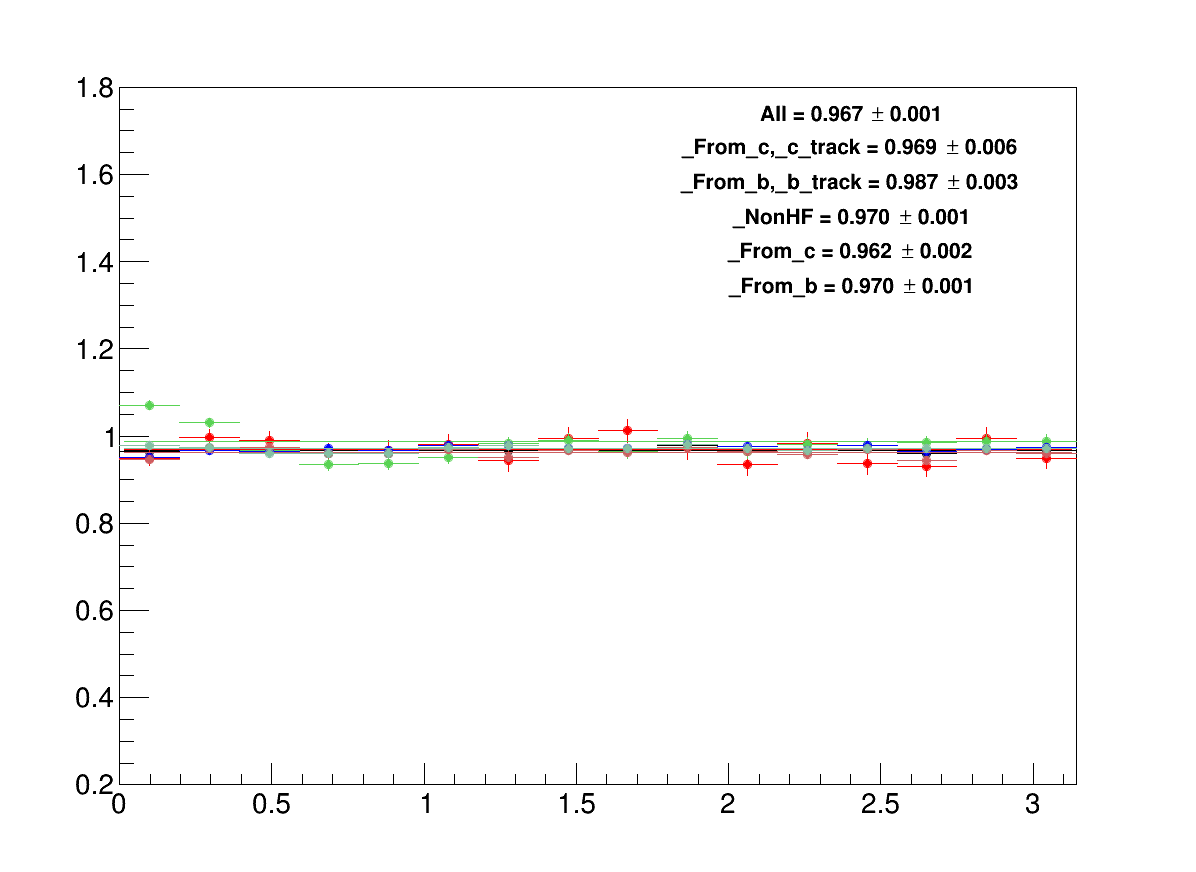 1.8
All = 0.967 ± 0.001
_From_c,_c_track = 0.969 ± 0.006
1.6
_From_b,_b_track = 0.987 ± 0.003
_NonHF = 0.970 ± 0.001
1.4
_From_c = 0.962 ± 0.002
_From_b = 0.970 ± 0.001
1.2
1
0.8
0.6
0.4
0.2
0 0.5 1 1.5 2 2.5 3